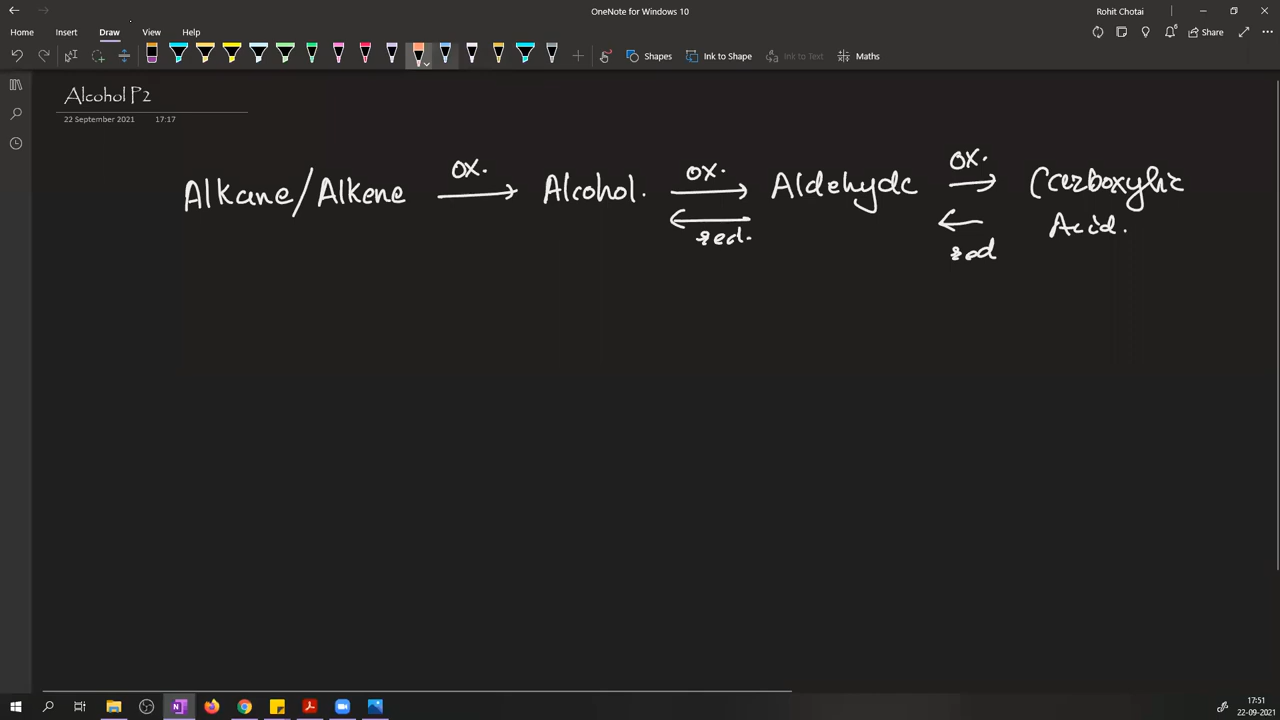 OneNote for Windows 10
Rohit Chotai
Home Insert Draw View Help
Share
Shapes Ink to Shape Ink to Text Maths
Alcohol P2
22 September 2021 17:17
Alkane/Alkene ox. Alcohol. ox. Aldehyde ox. Carboxylic
red. red Acid.
17:51
22-09-2021